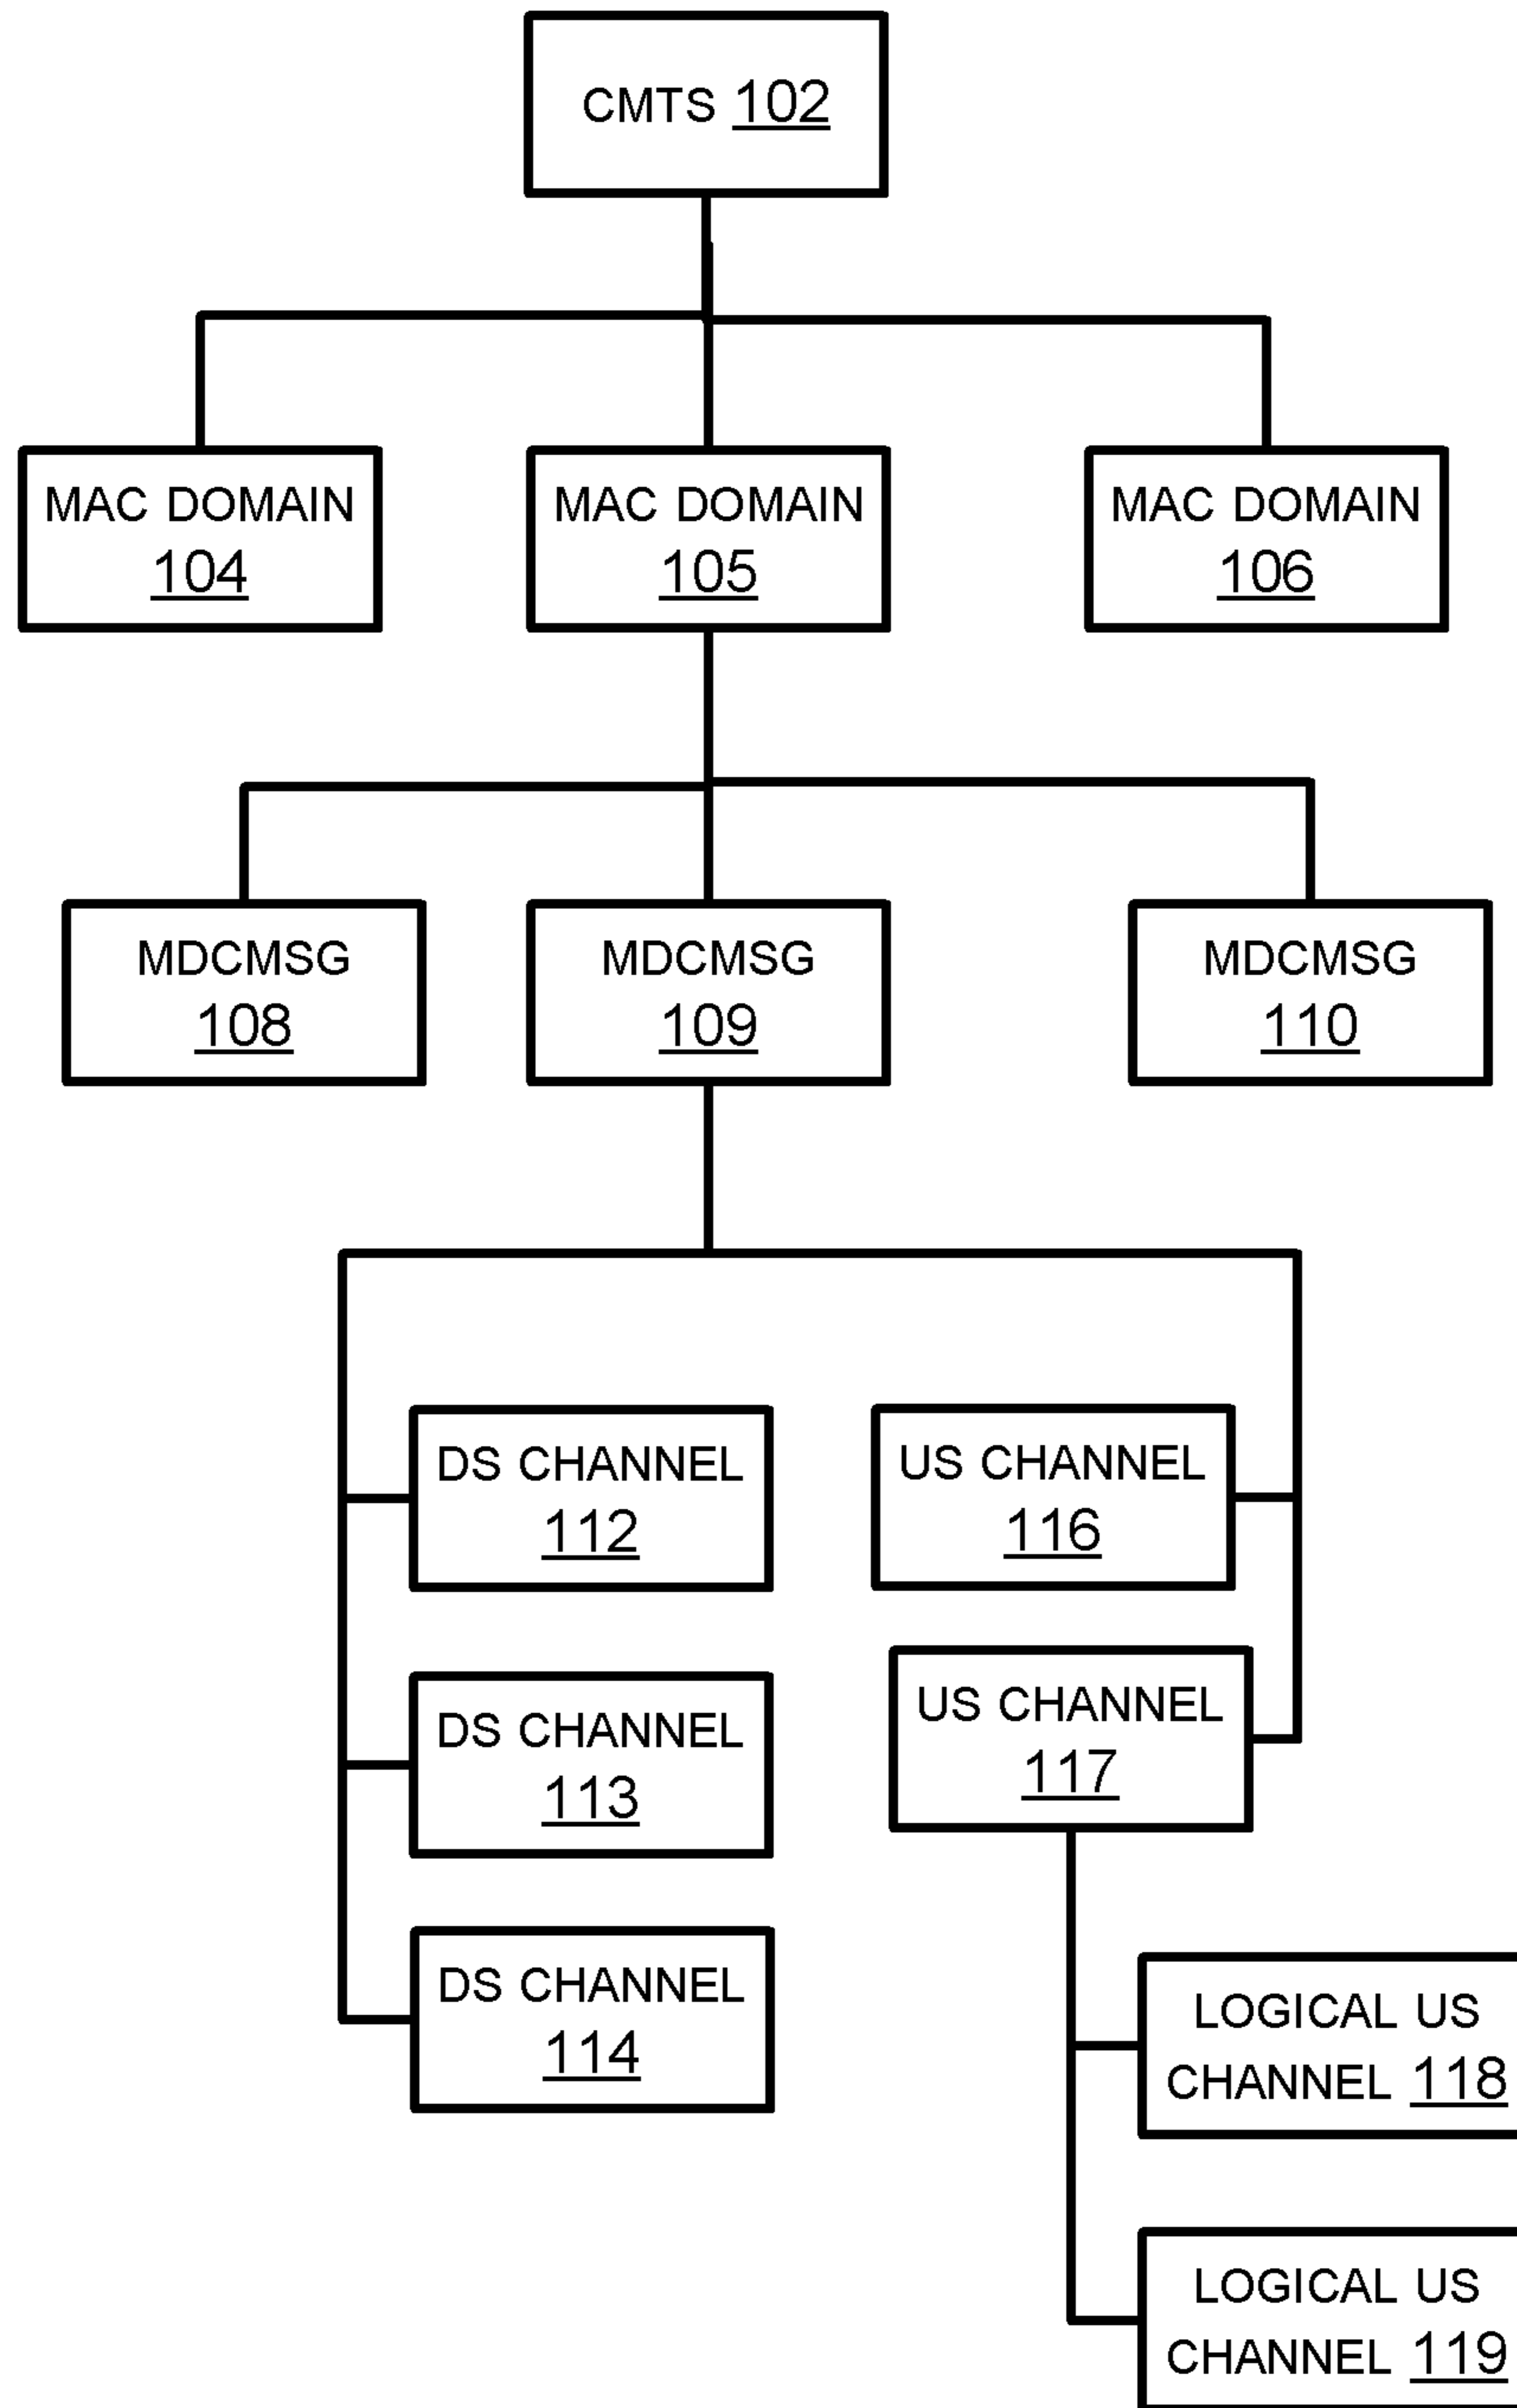 CMTS 102
MAC DOMAIN
104
MAC DOMAIN
105
MAC DOMAIN
106
MDCMSG
108
MDCMSG
109
MDCMSG
110
DS CHANNEL
112
US CHANNEL
116
DS CHANNEL
113
US CHANNEL
117
DS CHANNEL
114
LOGICAL US
CHANNEL 118
LOGICAL US
CHANNEL 119